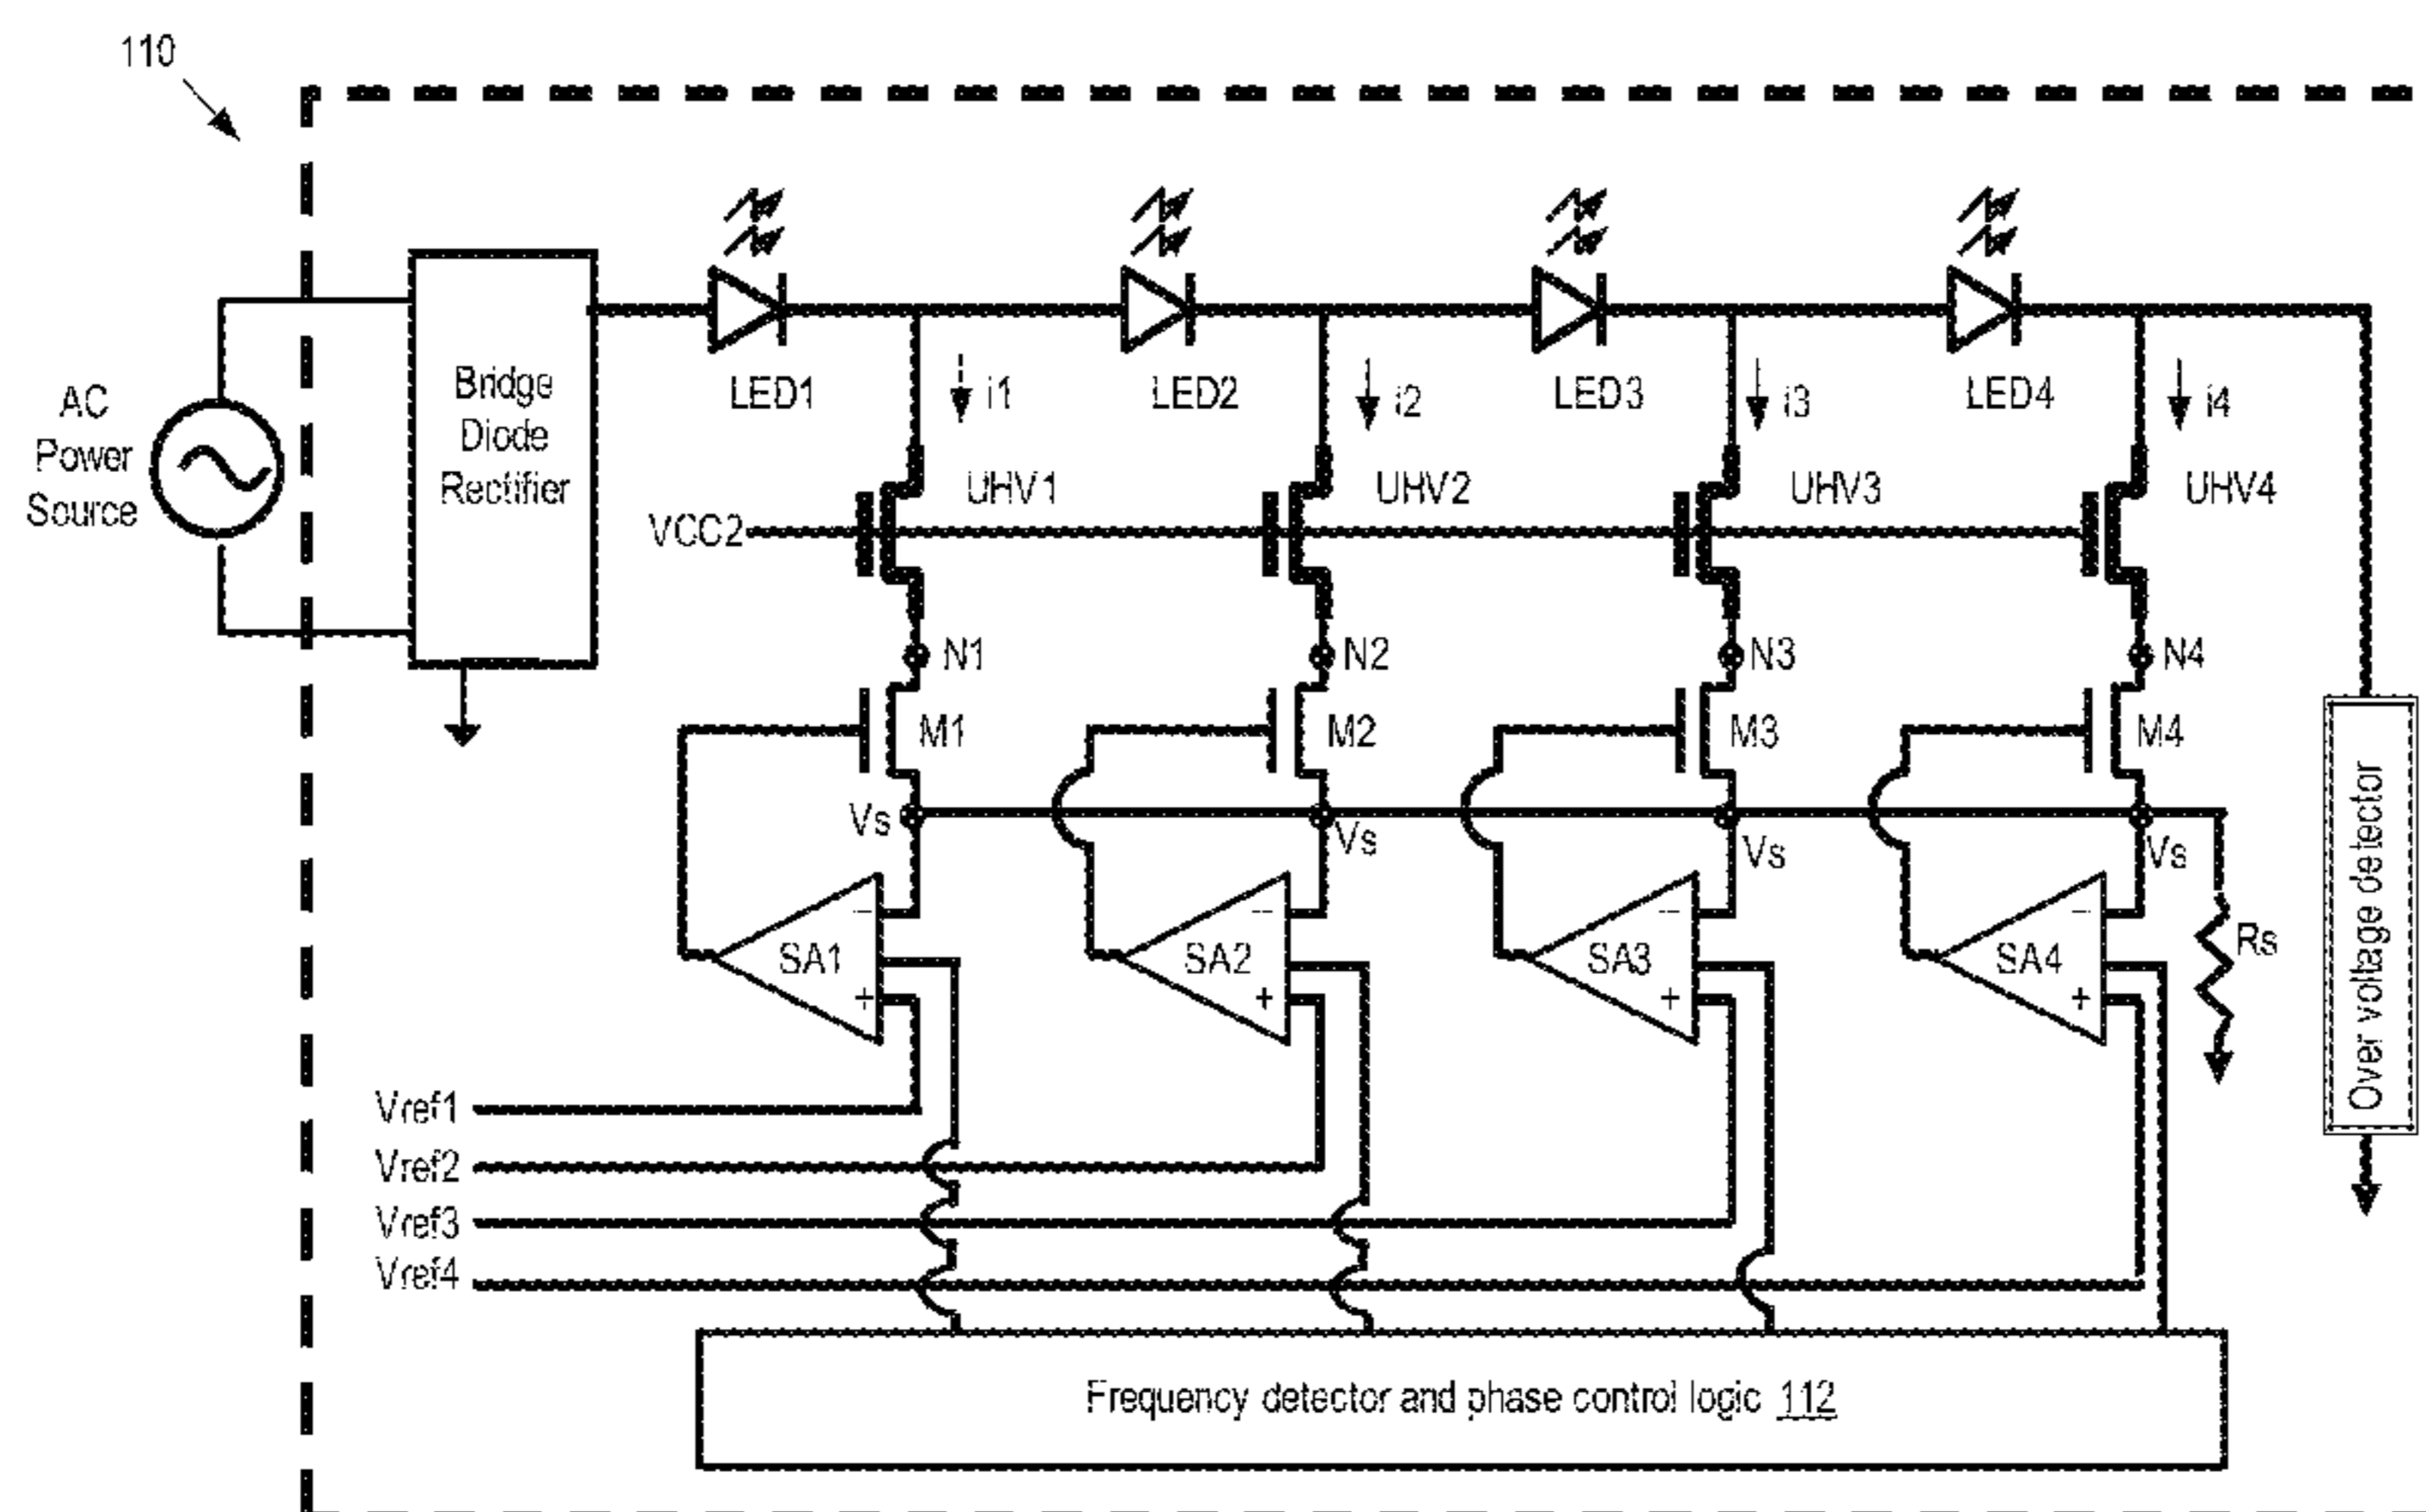 110
AC
Power
Source
Bridge
Diode
Rectifier
LED1
LED2
LED3
LED4
i1
i2
i3
i4
UHV1
UHV2
UHV3
UHV4
VCC2
N1
N2
N3
N4
M1
M2
M3
M4
Vs
Vs
Vs
Vs
− 
−
−
−
SA1
SA2
SA3
SA4
+
+
+
+
Rs
Over voltage detector
Vref1
Vref2
Vref3
Vref4
Frequency detector and phase control logic 112